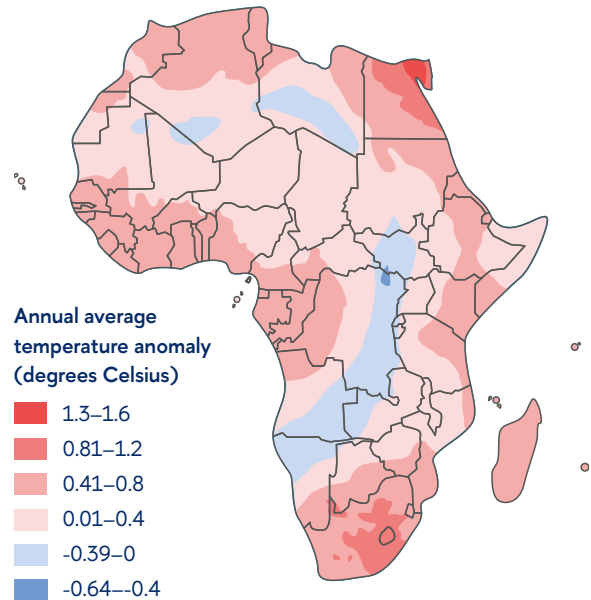 Annual average
temperature anomaly
(degrees Celsius)
1.3–1.6
0.81–1.2
0.41–0.8
0.01–0.4
-0.39–0
-0.64–-0.4